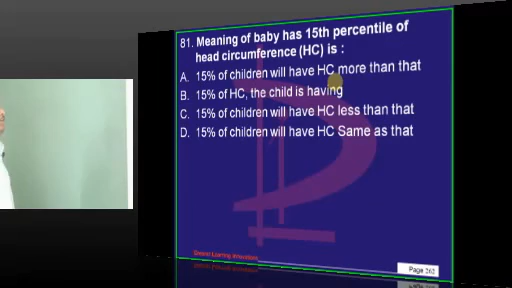 81. Meaning of baby has 15th percentile of
head circumference (HC) is :
A. 15% of children will have HC more than that
B. 15% of HC, the child is having
C. 15% of children will have HC less than that
D. 15% of children will have HC Same as that
Learning
Page 262